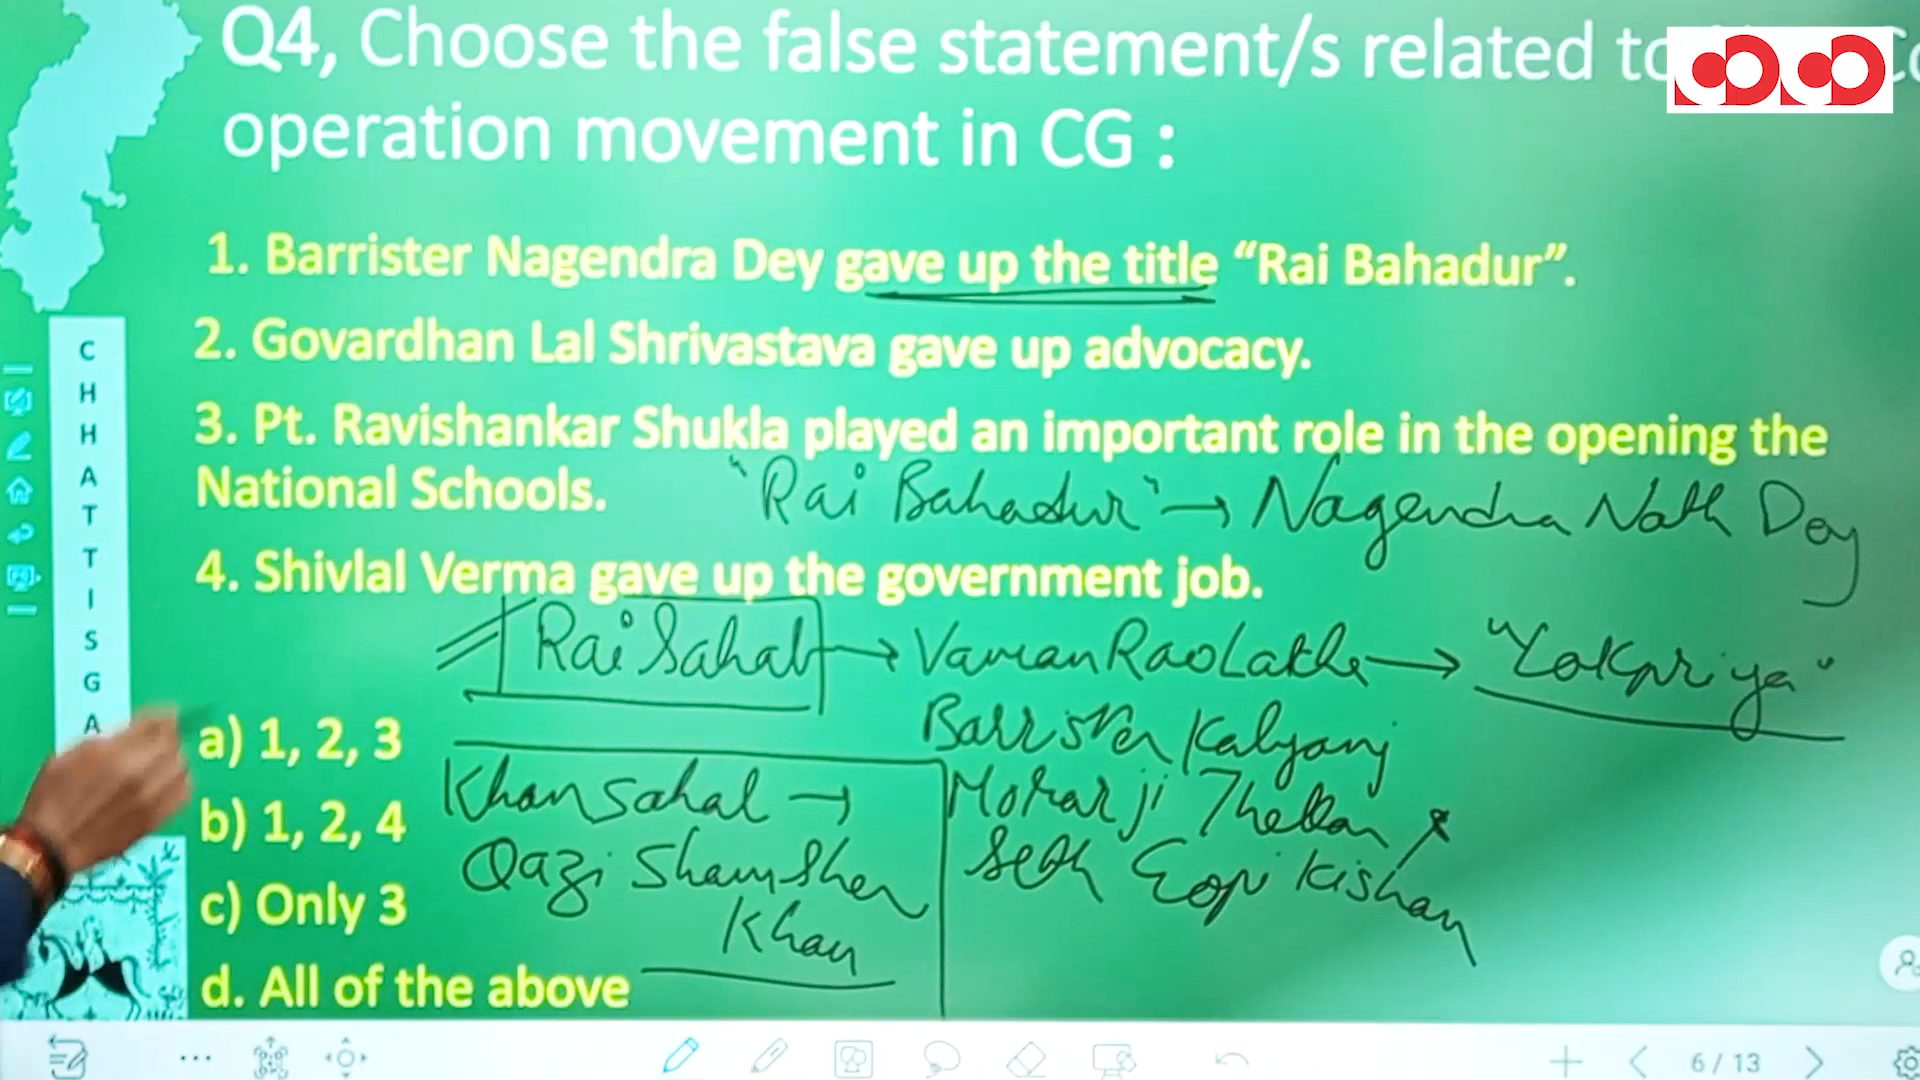 Q4, Choose the false statement/s related to
operation movement in CG :
1. Barrister Nagendra Dey gave up the title “Rai Bahadur”.
2. Govardhan Lal Shrivastava gave up advocacy.
3. Pt. Ravishankar Shukla played an important role in the opening the
National Schools.
"Rai Bahadur" → Nagendra Nath Dey
4. Shivlal Verma gave up the government job.
Rai Sahab → Vaman Rao Lakhe → "Lokpriya"
Barrister Kalyanj
Morarji Thekar
Seth Gopi Kishan
Khan Sahab →
Qazi Shamsher
Khan
a) 1, 2, 3
b) 1, 2, 4
c) Only 3
d. All of the above
C
H
H
A
T
T
I
S
G
A
6 / 13